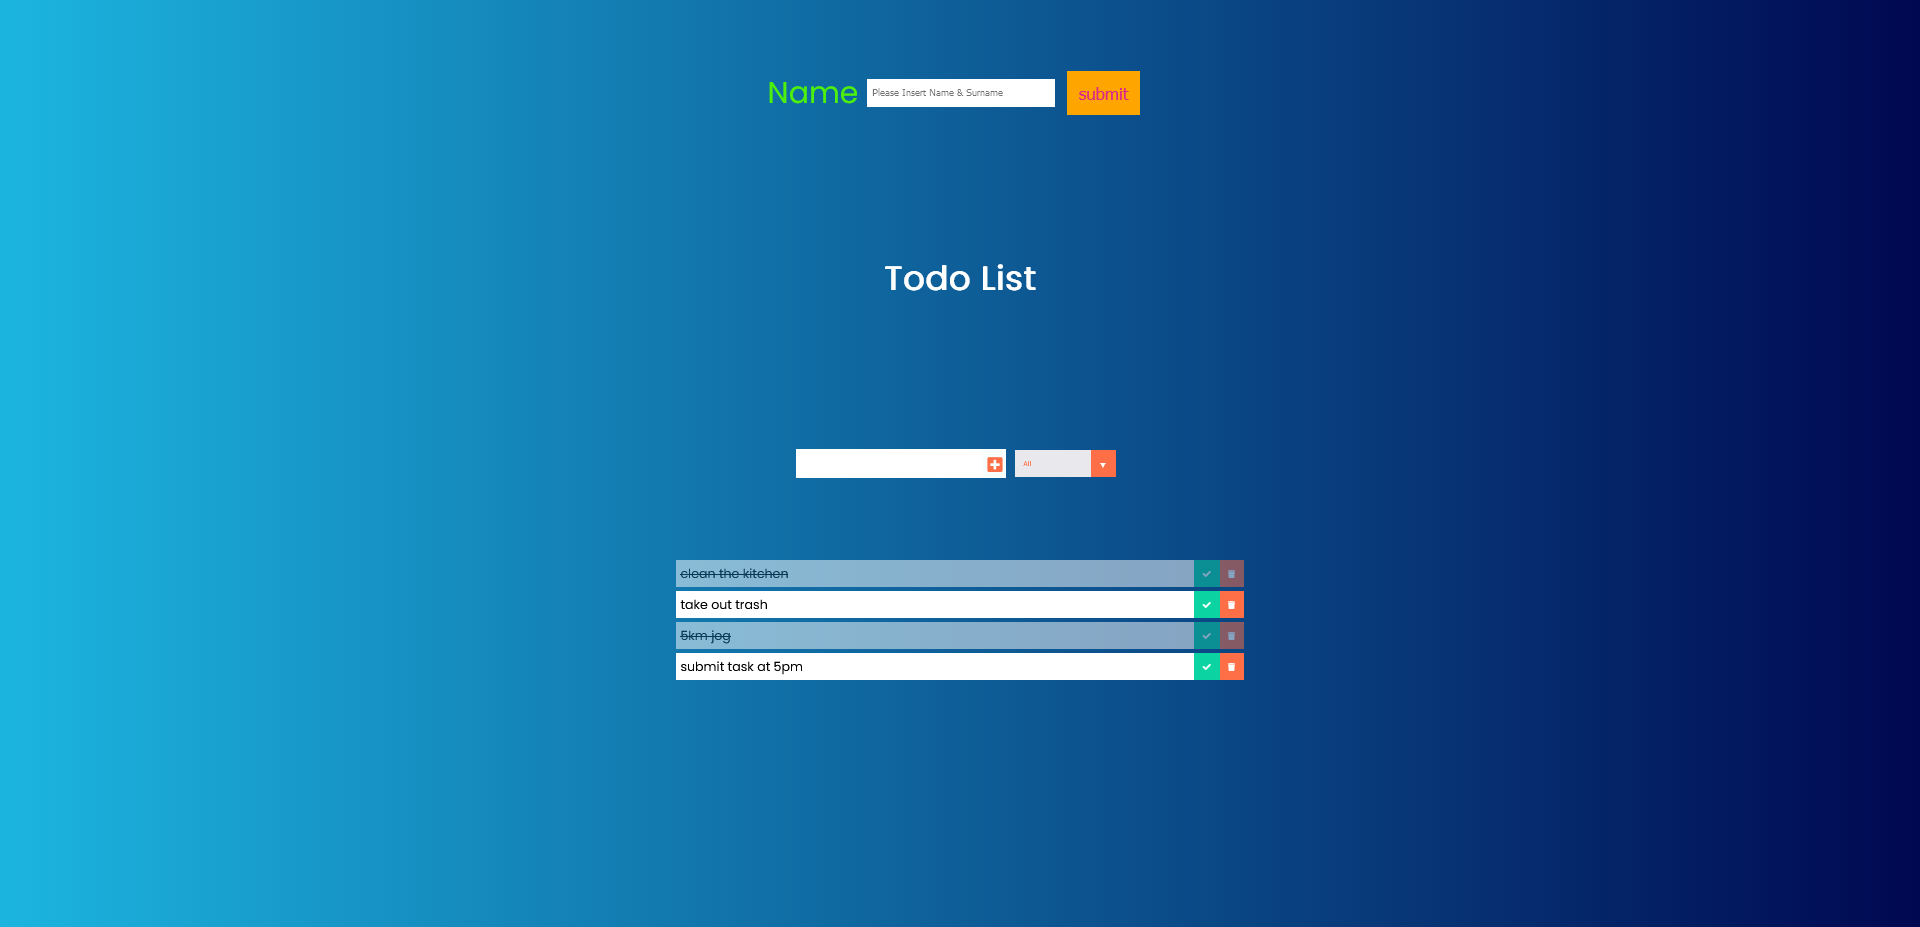 Name Please Insert Name & Surname submit
Todo List
All
clean the kitchen
take out trash
5km jog
submit task at 5pm